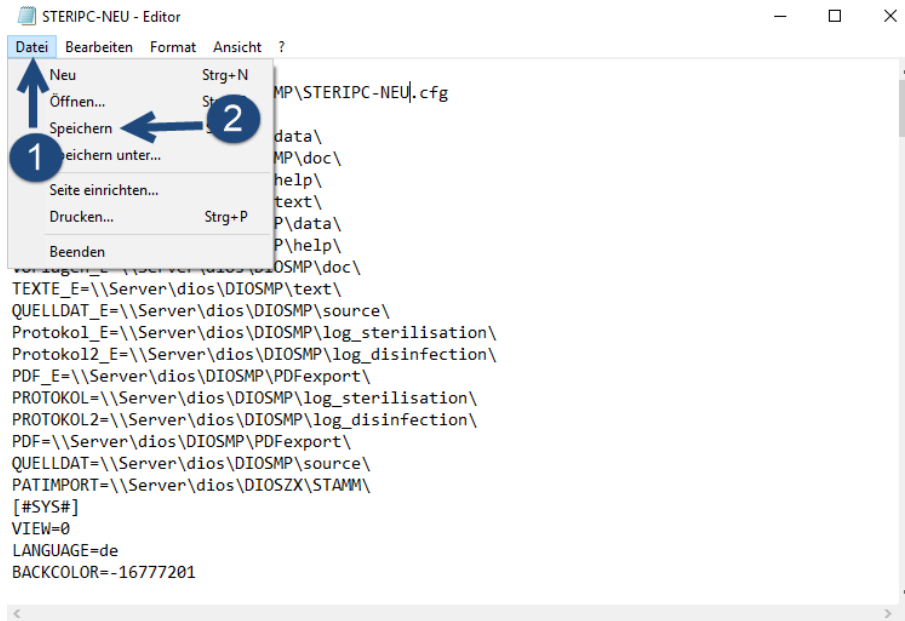 STERIPC-NEU - Editor
Datei Bearbeiten Format Ansicht ?
Neu Strg+N
MP\STERIPC-NEU.cfg
Öffnen...
Speichern 2
data\
1 Speichern unter...
MP\doc\
help\
Seite einrichten...
text\
Drucken... Strg+P
P\data\
P\help\
Beenden
TEXTE_E=\\Server\dios\DIOSMP\text\
QUELLDAT_E=\\Server\dios\DIOSMP\source\
Protokol_E=\\Server\dios\DIOSMP\log_sterilisation\
Protokol2_E=\\Server\dios\DIOSMP\log_disinfection\
PDF_E=\\Server\dios\DIOSMP\PDFexport\
PROTOKOL=\\Server\dios\DIOSMP\log_sterilisation\
PROTOKOL2=\\Server\dios\DIOSMP\log_disinfection\
PDF=\\Server\dios\DIOSMP\PDFexport\
QUELLDAT=\\Server\dios\DIOSMP\source\
PATIMPORT=\\Server\dios\DIOSZX\STAMM\
[#SYS#]
VIEW=0
LANGUAGE=de
BACKCOLOR=-16777201